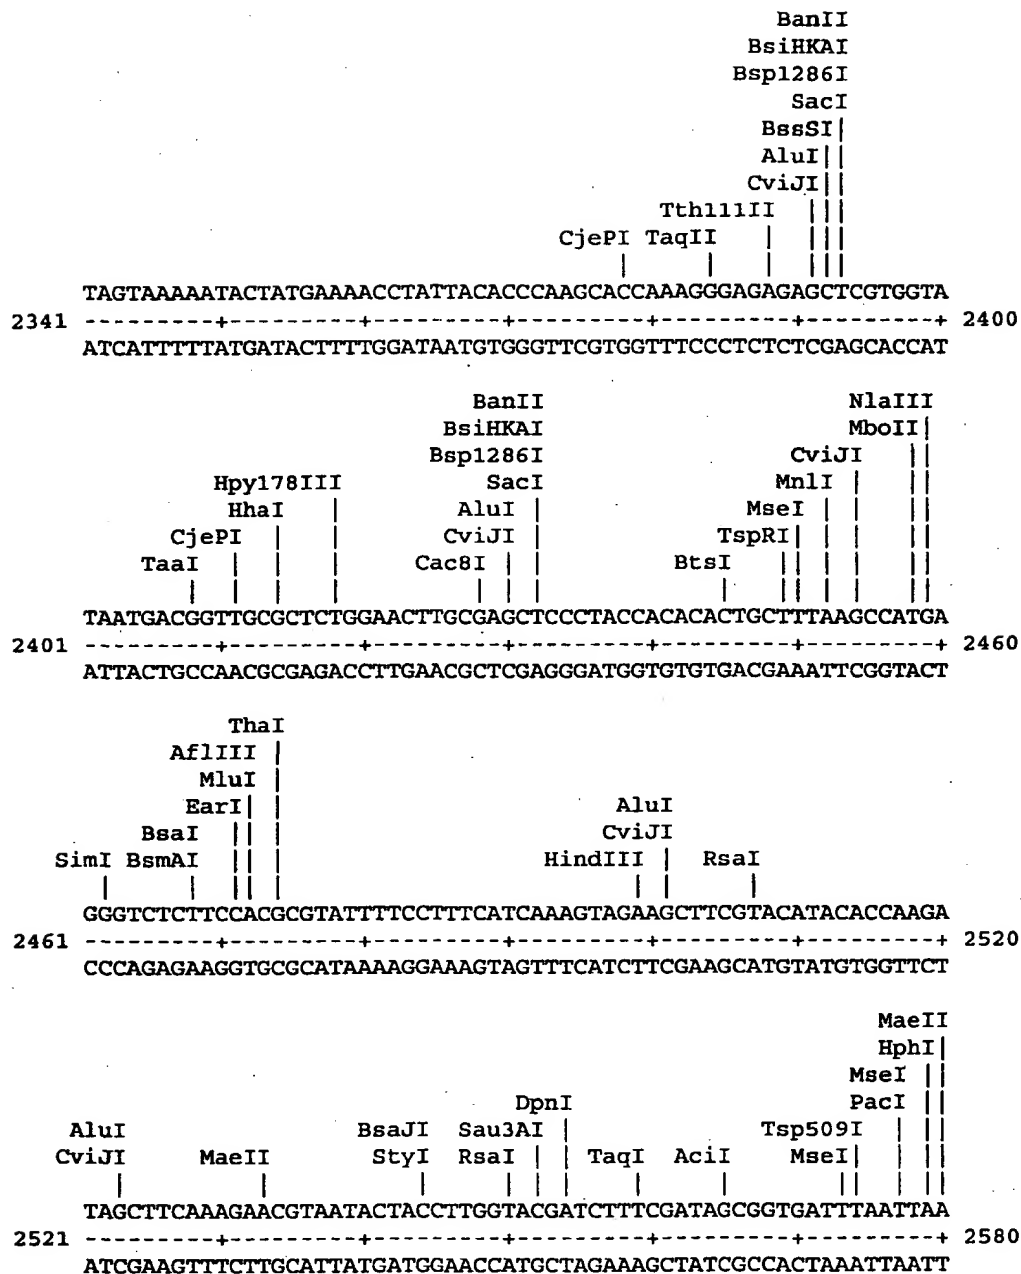 BanII
BsiHKAI
Bsp1286I
SacI
BssSI|
AluI||
CviJI||
Tth111II |||
CjePI TaqII | |||
| | | |||
TAGTAAAAATACTATGAAAACCTATTACACCCAAGCACCAAAGGGAGAGAGCTCGTGGTA
2341 ---------+---------+---------+---------+---------+---------+ 2400
ATCATTTTTATGATACTTTTGGATAATGTGGGTTCGTGGTTTCCCTCTCTCGAGCACCAT
BanII NlaIII
BsiHKAI MboII|
Bsp1286I CviJI ||
Hpy178III SacI MnlI | ||
HhaI | AluI | MseI | | ||
CjePI | | CviJI | TspRI| | | ||
TaaI | | | Cac8I | | BtsI || | | ||
| | | | | | | | || | | ||
TAATGACGGTTGCGCTCTGGAACTTGCGAGCTCCCTACCACACACTGCTTTAAGCCATGA
2401 ---------+---------+---------+---------+---------+---------+ 2460
ATTACTGCCAACGCGAGACCTTGAACGCTCGAGGGATGGTGTGTGACGAAATTCGGTACT
ThaI
AflIII |
MluI |
EarI| | AluI
BsaI || | CviJI
SimI BsmAI || | HindIII | RsaI
| | || | | | |
GGGTCTCTTCCACGCGTATTTTCCTTTCATCAAAGTAGAAGCTTCGTACATACACCAAGA
2461 ---------+---------+---------+---------+---------+---------+ 2520
CCCAGAGAAGGTGCGCATAAAAGGAAAGTAGTTTCATCTTCGAAGCATGTATGTGGTTCT
MaeII
HphI|
MseI ||
DpnI PacI ||
AluI BsaJI Sau3AI | Tsp509I | ||
CviJI MaeII StyI RsaI | | TaqI AciI MseI| | ||
| | | | | | | | || | ||
TAGCTTCAAAGAACGTAATACTACCTTGGTACGATCTTTCGATAGCGGTGATTTAATTAA
2521 ---------+---------+---------+---------+---------+---------+ 2580
ATCGAAGTTTCTTGCATTATGATGGAACCATGCTAGAAAGCTATCGCCACTAAATTAATT